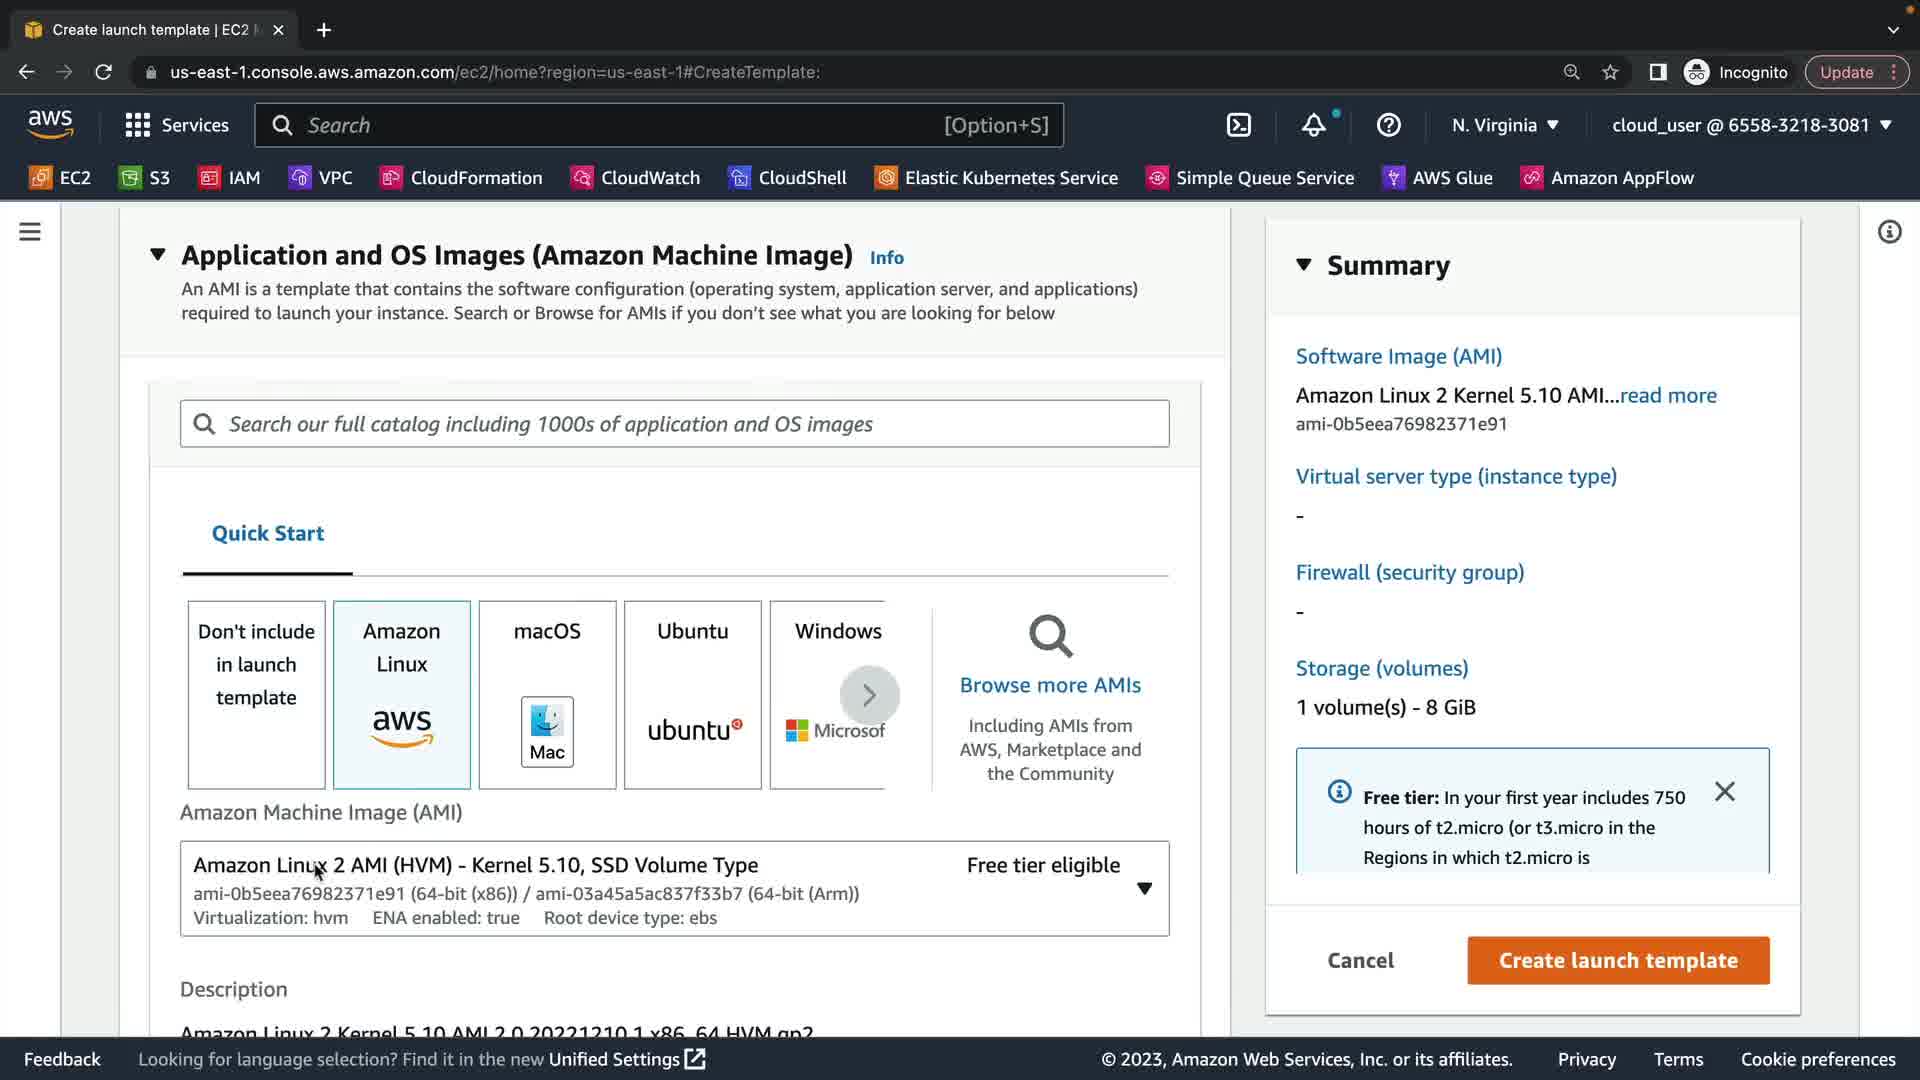 Create launch template | EC2
us-east-1.console.aws.amazon.com/ec2/home?region=us-east-1#CreateTemplate:
Incognito
Update
aws
Services
Search
[Option+S]
N. Virginia
cloud_user @ 6558-3218-3081
EC2
S3
IAM
VPC
CloudFormation
CloudWatch
CloudShell
Elastic Kubernetes Service
Simple Queue Service
AWS Glue
Amazon AppFlow
Application and OS Images (Amazon Machine Image) Info
An AMI is a template that contains the software configuration (operating system, application server, and applications)
required to launch your instance. Search or Browse for AMIs if you don't see what you are looking for below
Search our full catalog including 1000s of application and OS images
Quick Start
Don't include
in launch
template
Amazon
Linux
aws
macOS
Mac
Ubuntu
ubuntu
Windows
Microsof
Browse more AMIs
Including AMIs from
AWS, Marketplace and
the Community
Amazon Machine Image (AMI)
Amazon Linux 2 AMI (HVM) - Kernel 5.10, SSD Volume Type
Free tier eligible
ami-0b5eea76982371e91 (64-bit (x86)) / ami-03a45a5ac837f33b7 (64-bit (Arm))
Virtualization: hvm ENA enabled: true Root device type: ebs
Description
Amazon Linux 2 Kernel 5.10 AMI 2.0.20221210.1 x86_64 HVM gp2
Summary
Software Image (AMI)
Amazon Linux 2 Kernel 5.10 AMI...read more
ami-0b5eea76982371e91
Virtual server type (instance type)
-
Firewall (security group)
-
Storage (volumes)
1 volume(s) - 8 GiB
Free tier: In your first year includes 750
hours of t2.micro (or t3.micro in the
Regions in which t2.micro is
Cancel
Create launch template
Feedback
Looking for language selection? Find it in the new Unified Settings
© 2023, Amazon Web Services, Inc. or its affiliates.
Privacy
Terms
Cookie preferences